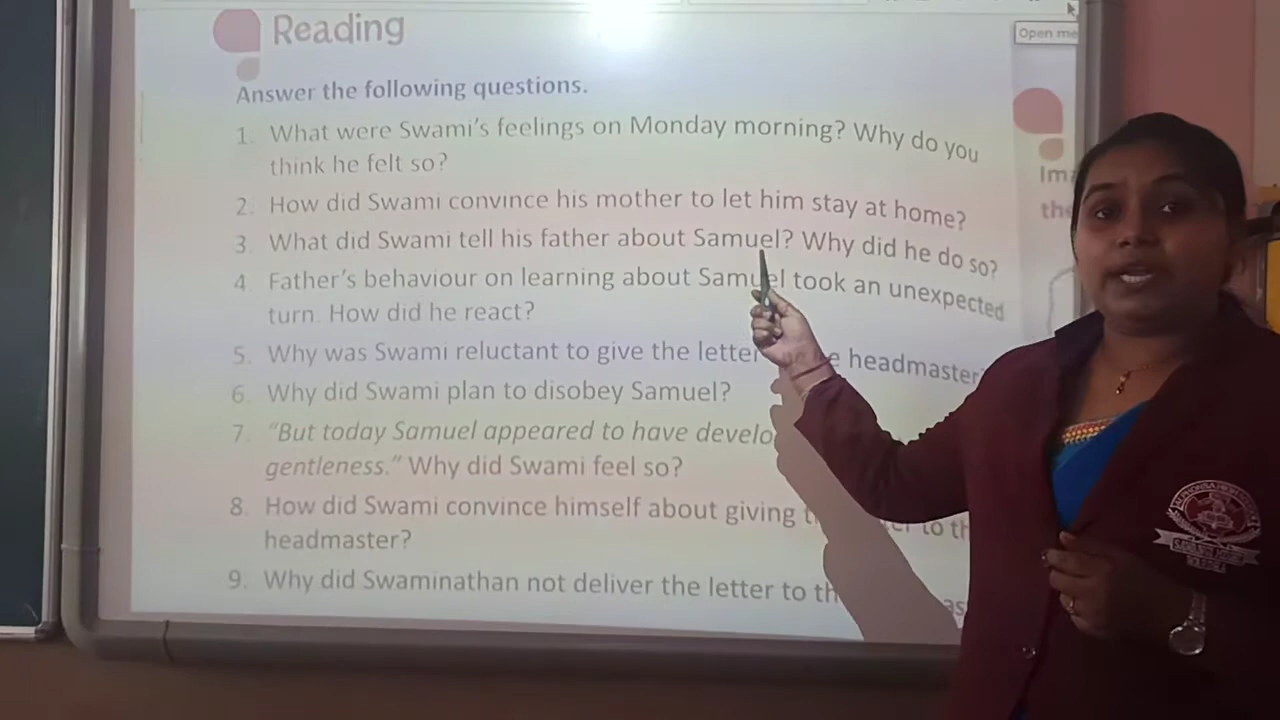 Reading
Open me
Answer the following questions.
1. What were Swami's feelings on Monday morning? Why do you
think he felt so?
Im
2. How did Swami convince his mother to let him stay at home?
the
3. What did Swami tell his father about Samuel? Why did he do so?
4. Father's behaviour on learning about Samuel took an unexpected
turn. How did he react?
5. Why was Swami reluctant to give the letter headmaster
6. Why did Swami plan to disobey Samuel?
7. "But today Samuel appeared to have develo
gentleness." Why did Swami feel so?
8. How did Swami convince himself about giving to th
headmaster?
9. Why did Swaminathan not deliver the letter to th as